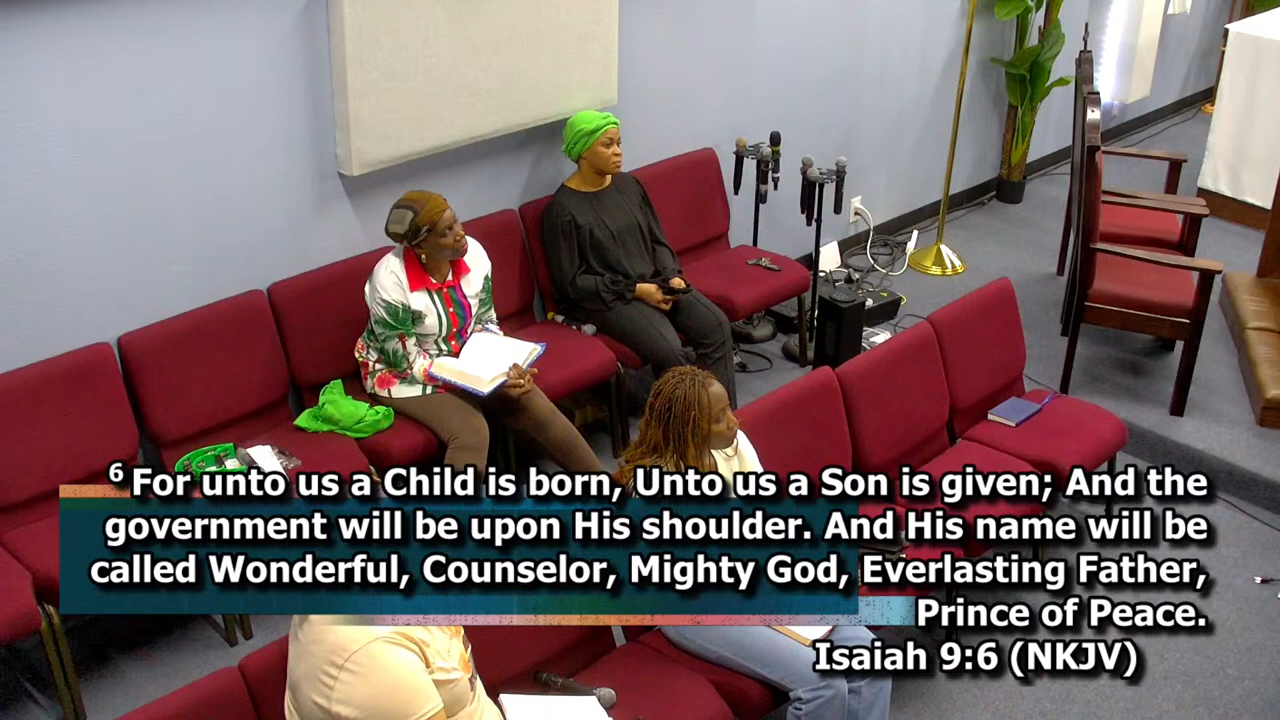 6 For unto us a Child is born, Unto us a Son is given; And the
government will be upon His shoulder. And His name will be
called Wonderful, Counselor, Mighty God, Everlasting Father,
Prince of Peace.
Isaiah 9:6 (NKJV)